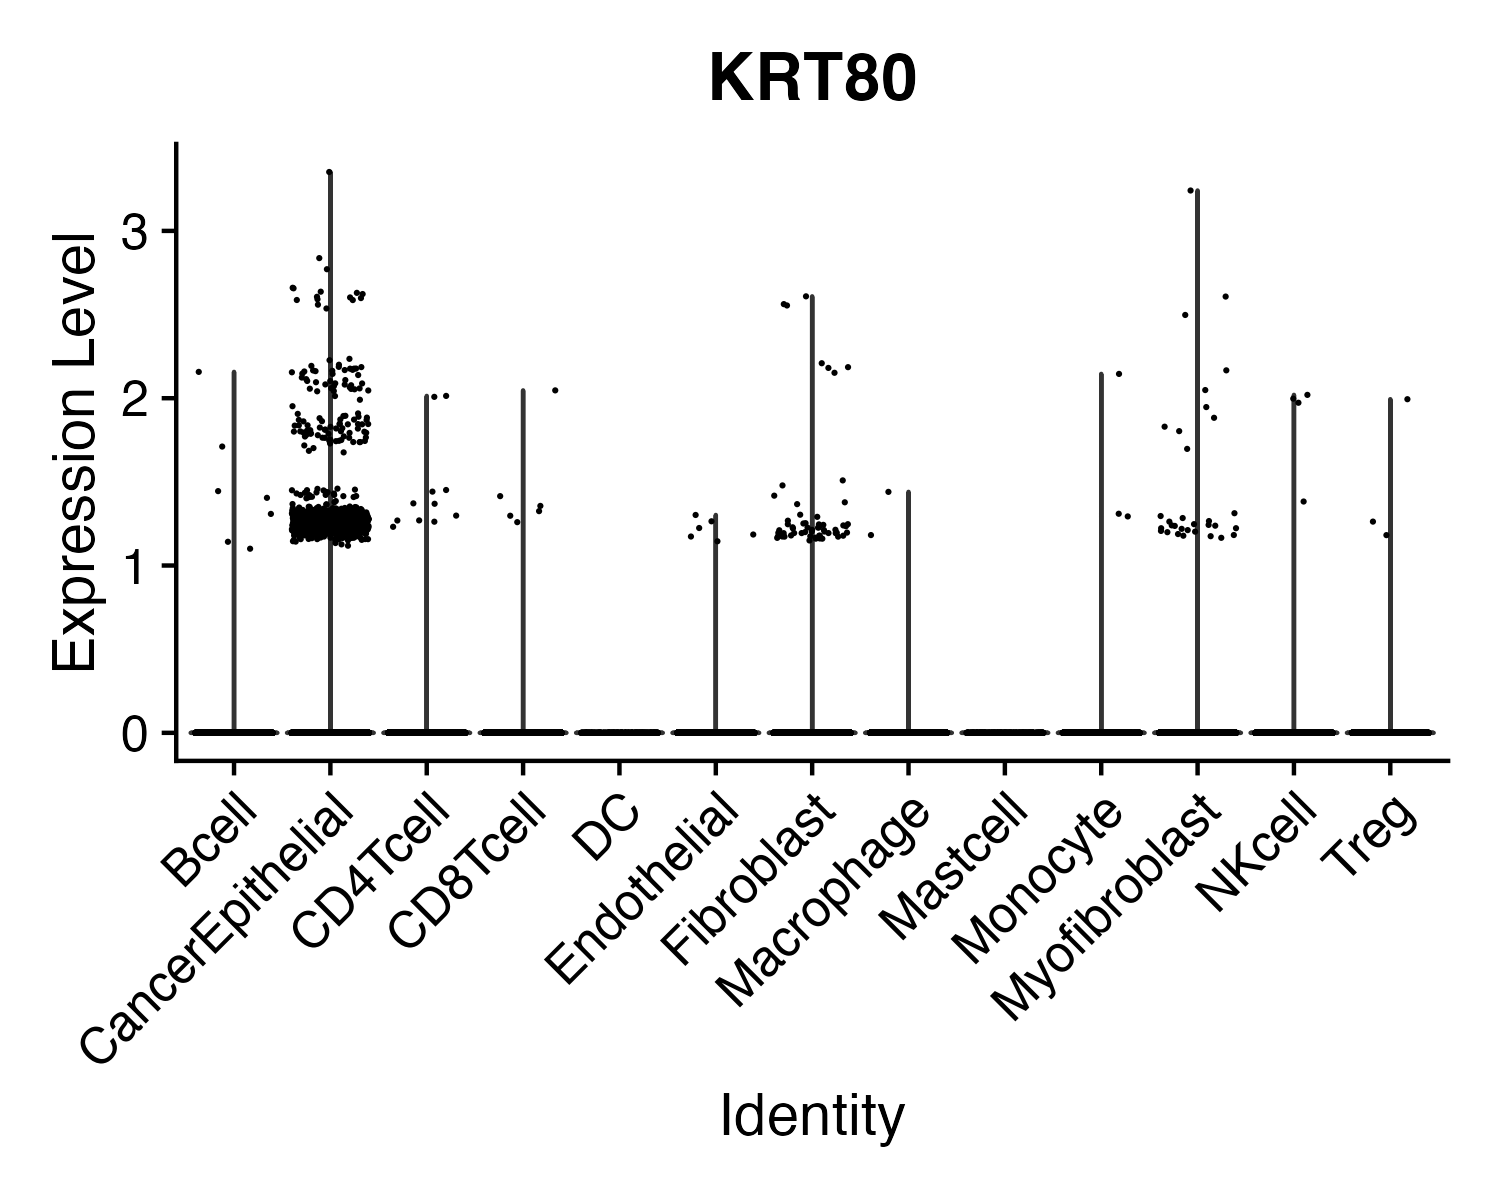 KRT80
Expression Level
3
2
1
0
Bcell
CancerEpithelial
CD4Tcell
CD8Tcell
DC
Endothelial
Fibroblast
Macrophage
Mastcell
Monocyte
Myofibroblast
NKcell
Treg
Identity